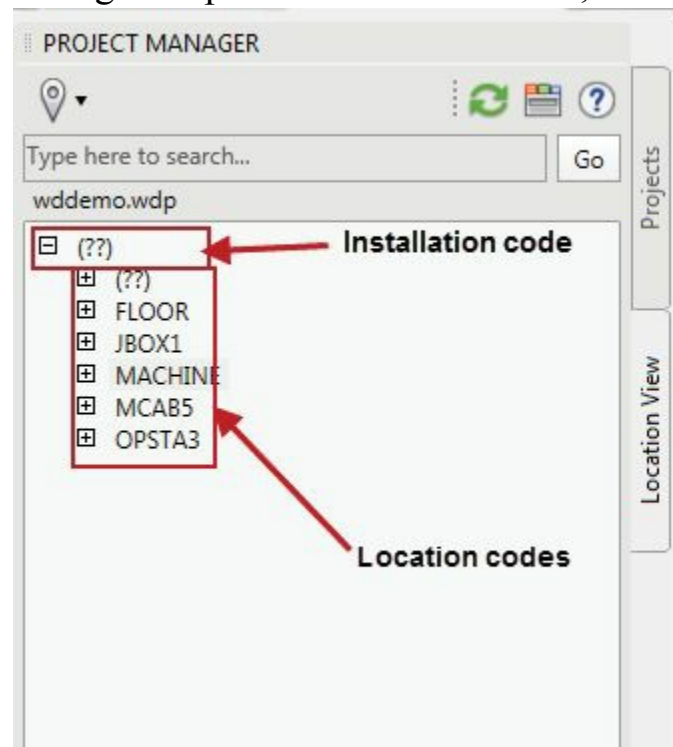 PROJECT MANAGER
Type here to search...
Go
wddemo.wdp
(??)
Installation code
(??)
FLOOR
JBOX1
MACHINE
MCAB5
OPSTA3
Location codes
Projects
Location View